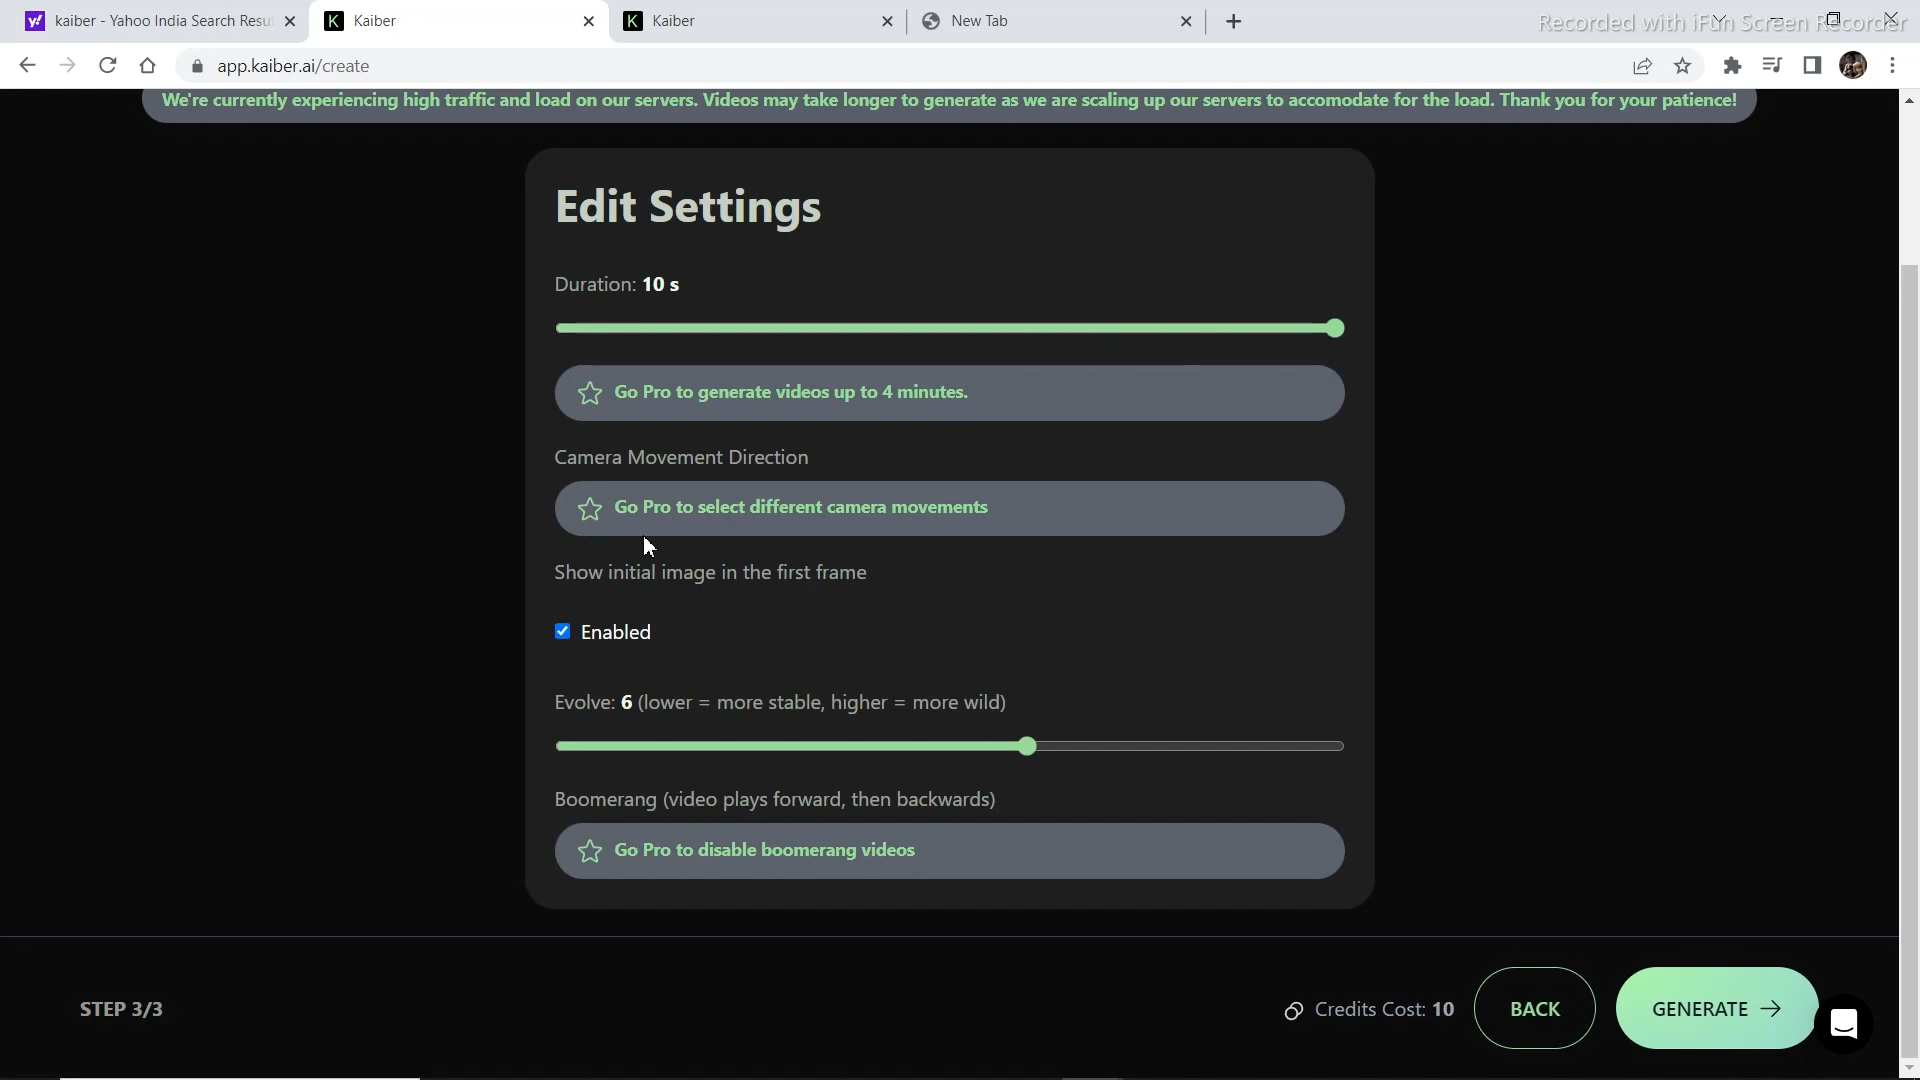 kaiber - Yahoo India Search Resu
Kaiber
Kaiber
New Tab
Recorded with iFun Screen Recorder
app.kaiber.ai/create
We're currently experiencing high traffic and load on our servers. Videos may take longer to generate as we are scaling up our servers to accomodate for the load. Thank you for your patience!
Edit Settings
Duration: 10 s
Go Pro to generate videos up to 4 minutes.
Camera Movement Direction
Go Pro to select different camera movements
Show initial image in the first frame
Enabled
Evolve: 6 (lower = more stable, higher = more wild)
Boomerang (video plays forward, then backwards)
Go Pro to disable boomerang videos
STEP 3/3
Credits Cost: 10
BACK
GENERATE